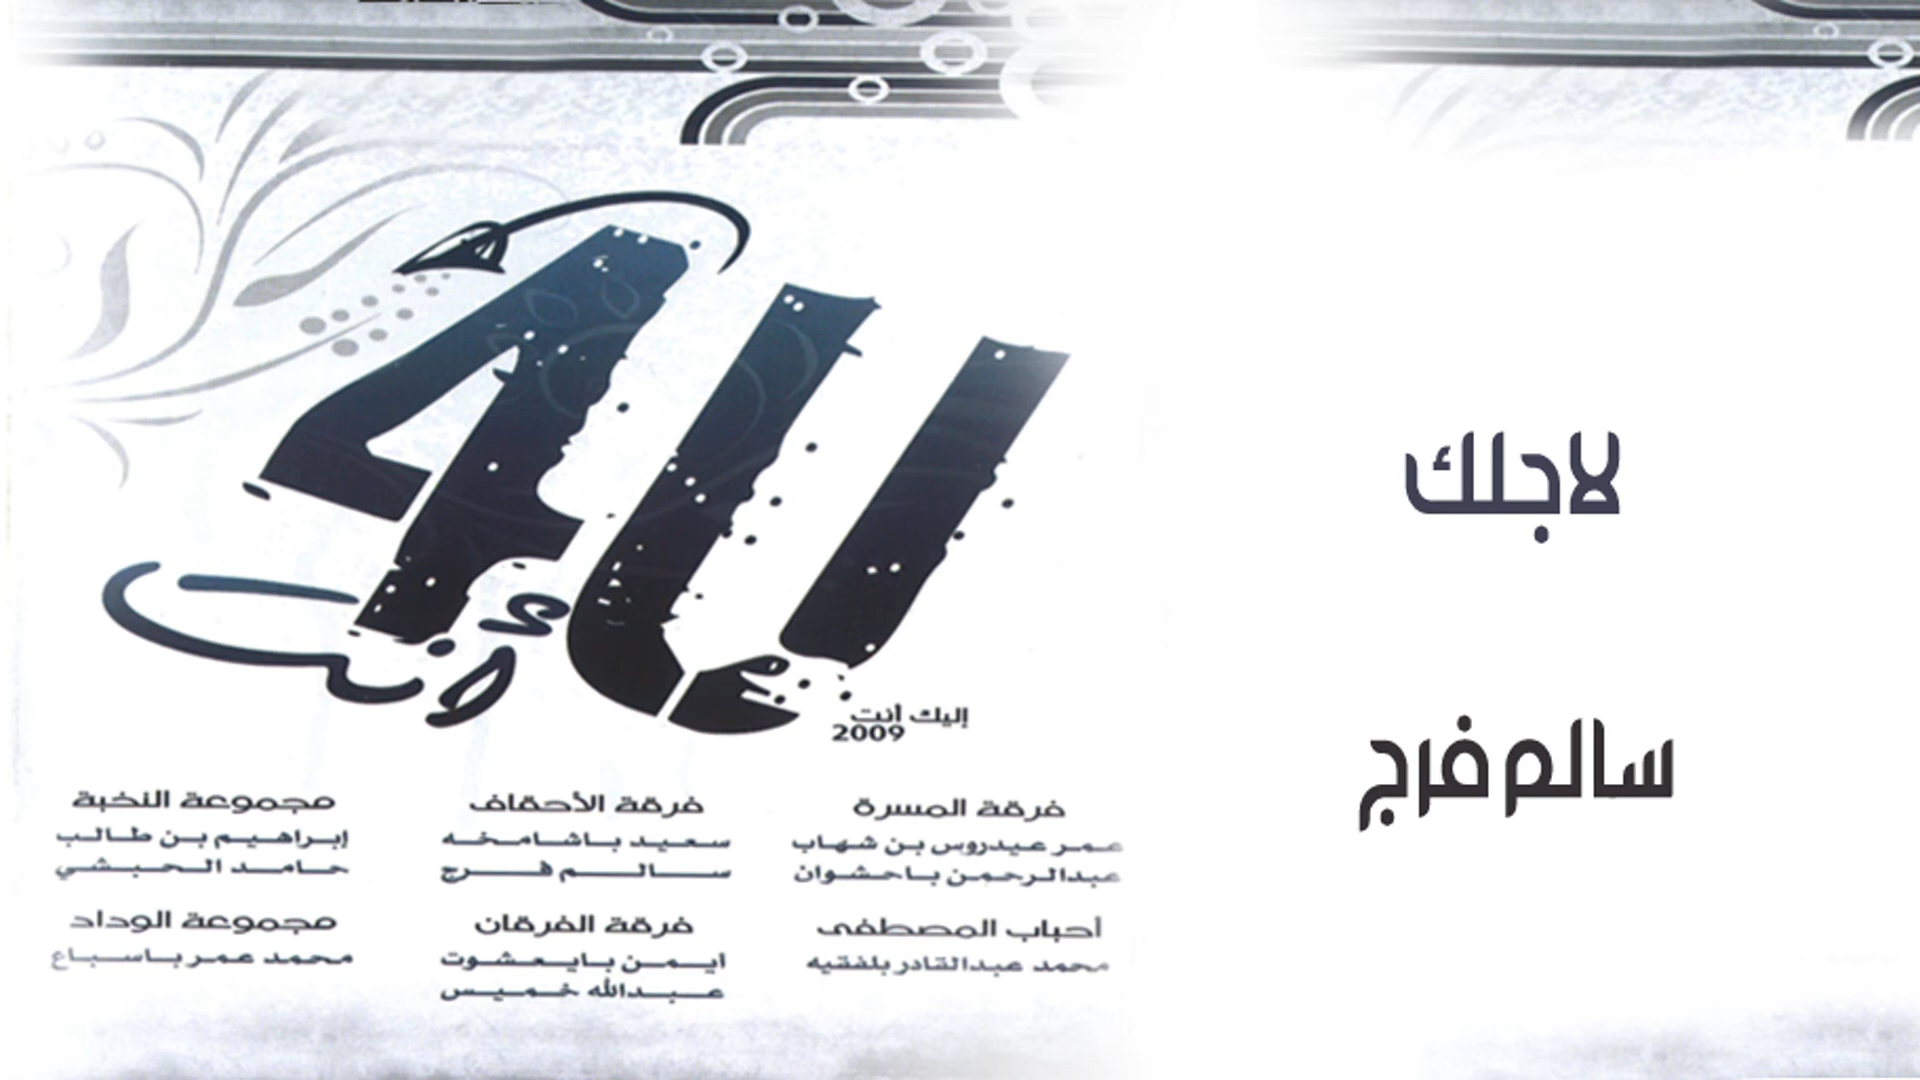 4U
أنت
إليك أنت
2009
فرقة المسرة
عمر عيدروس بن شهاب
عبدالرحمن باحشوان
فرقة الأحقاف
سعيد باشامخه
سالم فرج
مجموعة النخبة
إبراهيم بن طالب
حامد الحبشي
أحباب المصطفى
محمد عبدالقادر بلفقيه
فرقة الفرقان
ايمن بايعشوت
عبدالله خميس
مجموعة الوداد
محمد عمر باسباع
لاجلك
سالم فرج